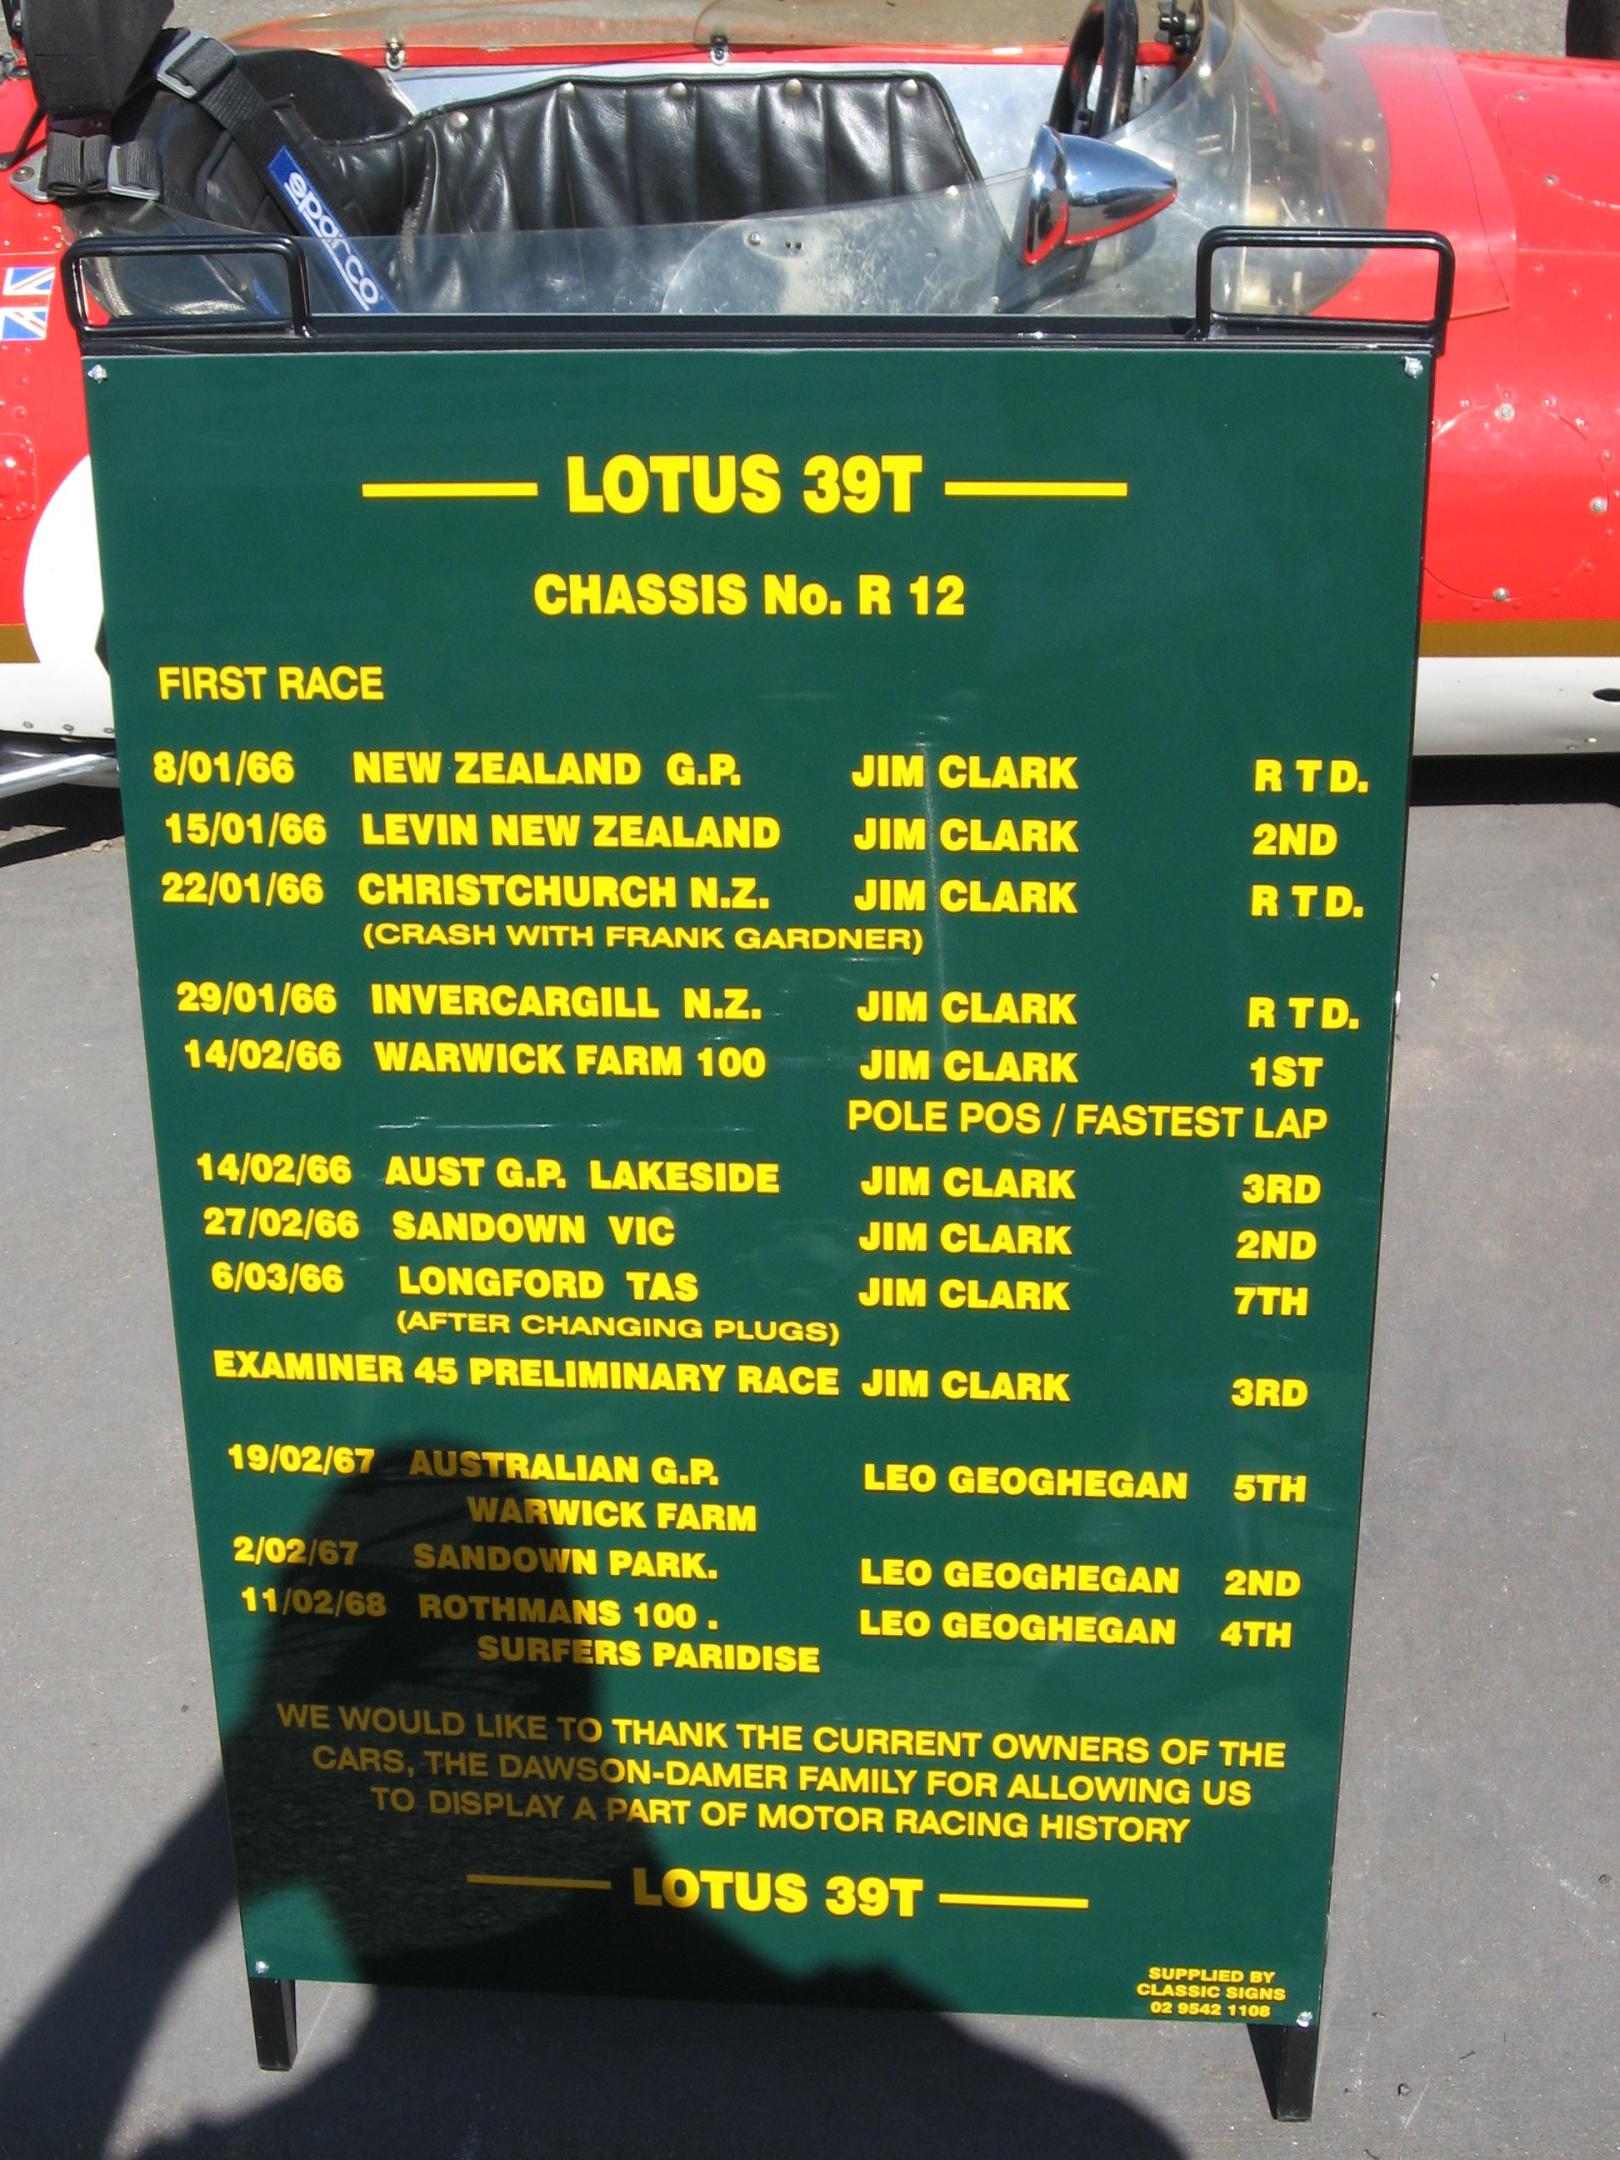 sparco
LOTUS 39T
CHASSIS No. R 12
FIRST RACE
8/01/66 NEW ZEALAND G.P. JIM CLARK R T D.
15/01/66 LEVIN NEW ZEALAND JIM CLARK 2ND
22/01/66 CHRISTCHURCH N.Z. JIM CLARK R T D.
(CRASH WITH FRANK GARDNER)
29/01/66 INVERCARGILL N.Z. JIM CLARK R T D.
14/02/66 WARWICK FARM 100 JIM CLARK 1ST
POLE POS / FASTEST LAP
14/02/66 AUST G.P. LAKESIDE JIM CLARK 3RD
27/02/66 SANDOWN VIC JIM CLARK 2ND
6/03/66 LONGFORD TAS JIM CLARK 7TH
(AFTER CHANGING PLUGS)
EXAMINER 45 PRELIMINARY RACE JIM CLARK 3RD
19/02/67 AUSTRALIAN G.P. LEO GEOGHEGAN 5TH
WARWICK FARM
2/02/67 SANDOWN PARK. LEO GEOGHEGAN 2ND
11/02/68 ROTHMANS 100 . LEO GEOGHEGAN 4TH
SURFERS PARIDISE
WE WOULD LIKE TO THANK THE CURRENT OWNERS OF THE
CARS, THE DAWSON-DAMER FAMILY FOR ALLOWING US
TO DISPLAY A PART OF MOTOR RACING HISTORY
LOTUS 39T
SUPPLIED BY
CLASSIC SIGNS
02 9542 1108